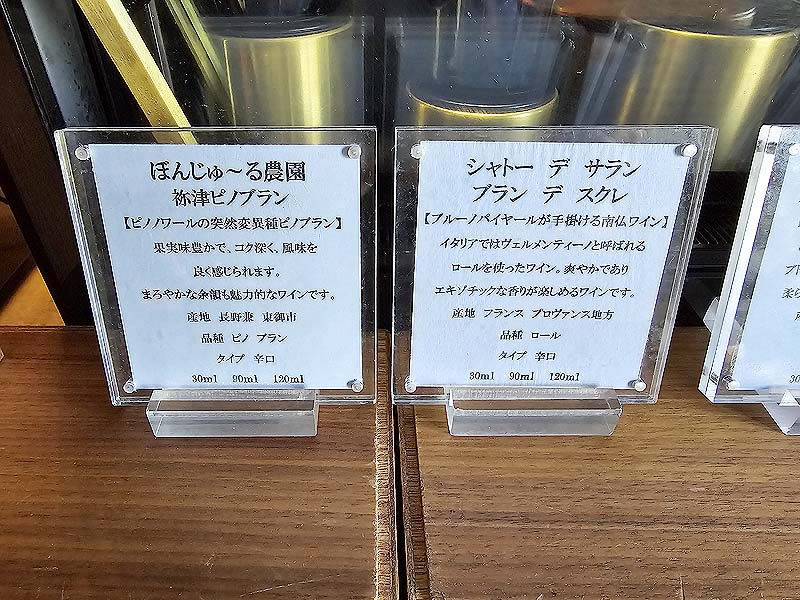 ぼんじゅ～る農園
祢津ピノブラン
【ピノノワールの突然変異種ピノブラン】
果実味豊かで、コク深く、風味を
良く感じられます。
まろやかな余韻も魅力的なワインです。
産地 長野県 東御市
品種 ピノ ブラン
タイプ 辛口
30ml 90ml 120ml
シャトー デ サラン
ブラン デ スクレ
【ブルーノパイヤールが手掛ける南仏ワイン】
イタリアではヴェルメンティーノと呼ばれる
ロールを使ったワイン。爽やかであり
エキゾチックな香りが楽しめるワインです。
産地 フランス プロヴァンス地方
品種 ロール
タイプ 辛口
30ml 90ml 120ml